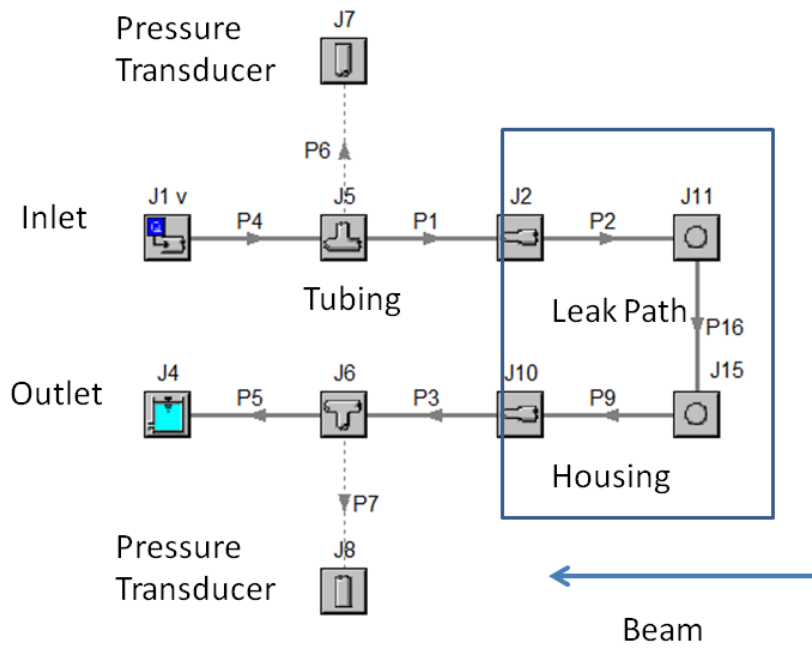 Pressure
Transducer
J7
P6
J1 v
J5
J2
J11
Inlet
P4
P1
P2
Tubing
Leak Path
P16
J4
J6
J10
J15
Outlet
P5
P3
P9
Housing
P7
Pressure
Transducer
J8
Beam